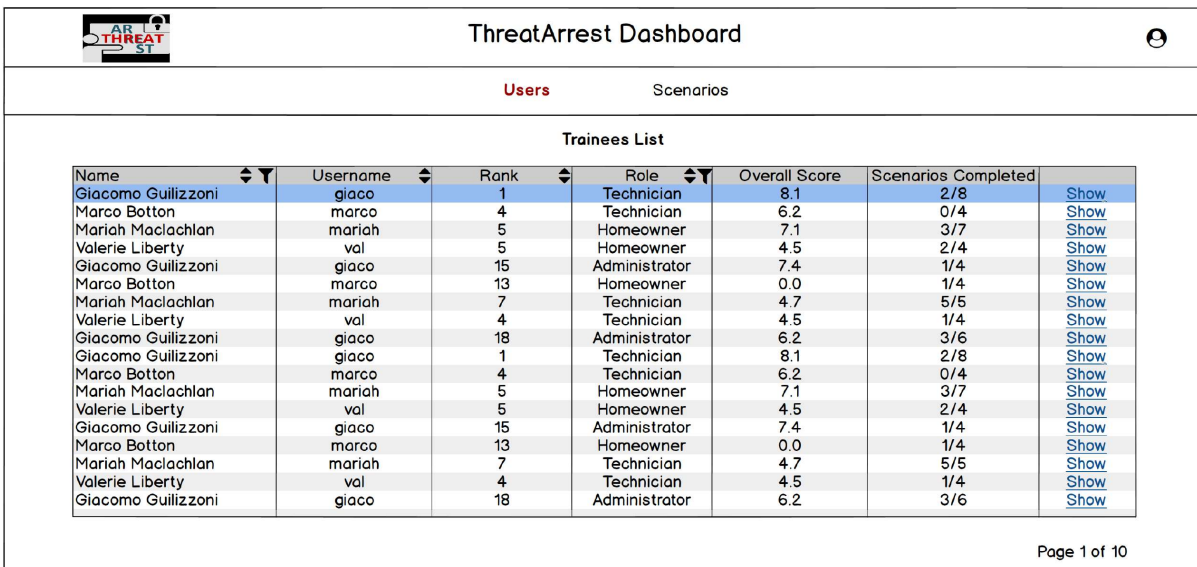 AR
THREAT
ST
ThreatArrest Dashboard
Users Scenarios
Trainees List
Name Username Rank Role Overall Score Scenarios Completed
Giacomo Guilizzoni giaco 1 Technician 8.1 2/8 Show
Marco Botton marco 4 Technician 6.2 0/4 Show
Mariah Maclachlan mariah 5 Homeowner 7.1 3/7 Show
Valerie Liberty val 5 Homeowner 4.5 2/4 Show
Giacomo Guilizzoni giaco 15 Administrator 7.4 1/4 Show
Marco Botton marco 13 Homeowner 0.0 1/4 Show
Mariah Maclachlan mariah 7 Technician 4.7 5/5 Show
Valerie Liberty val 4 Technician 4.5 1/4 Show
Giacomo Guilizzoni giaco 18 Administrator 6.2 3/6 Show
Giacomo Guilizzoni giaco 1 Technician 8.1 2/8 Show
Marco Botton marco 4 Technician 6.2 0/4 Show
Mariah Maclachlan mariah 5 Homeowner 7.1 3/7 Show
Valerie Liberty val 5 Homeowner 4.5 2/4 Show
Giacomo Guilizzoni giaco 15 Administrator 7.4 1/4 Show
Marco Botton marco 13 Homeowner 0.0 1/4 Show
Mariah Maclachlan mariah 7 Technician 4.7 5/5 Show
Valerie Liberty val 4 Technician 4.5 1/4 Show
Giacomo Guilizzoni giaco 18 Administrator 6.2 3/6 Show
Page 1 of 10